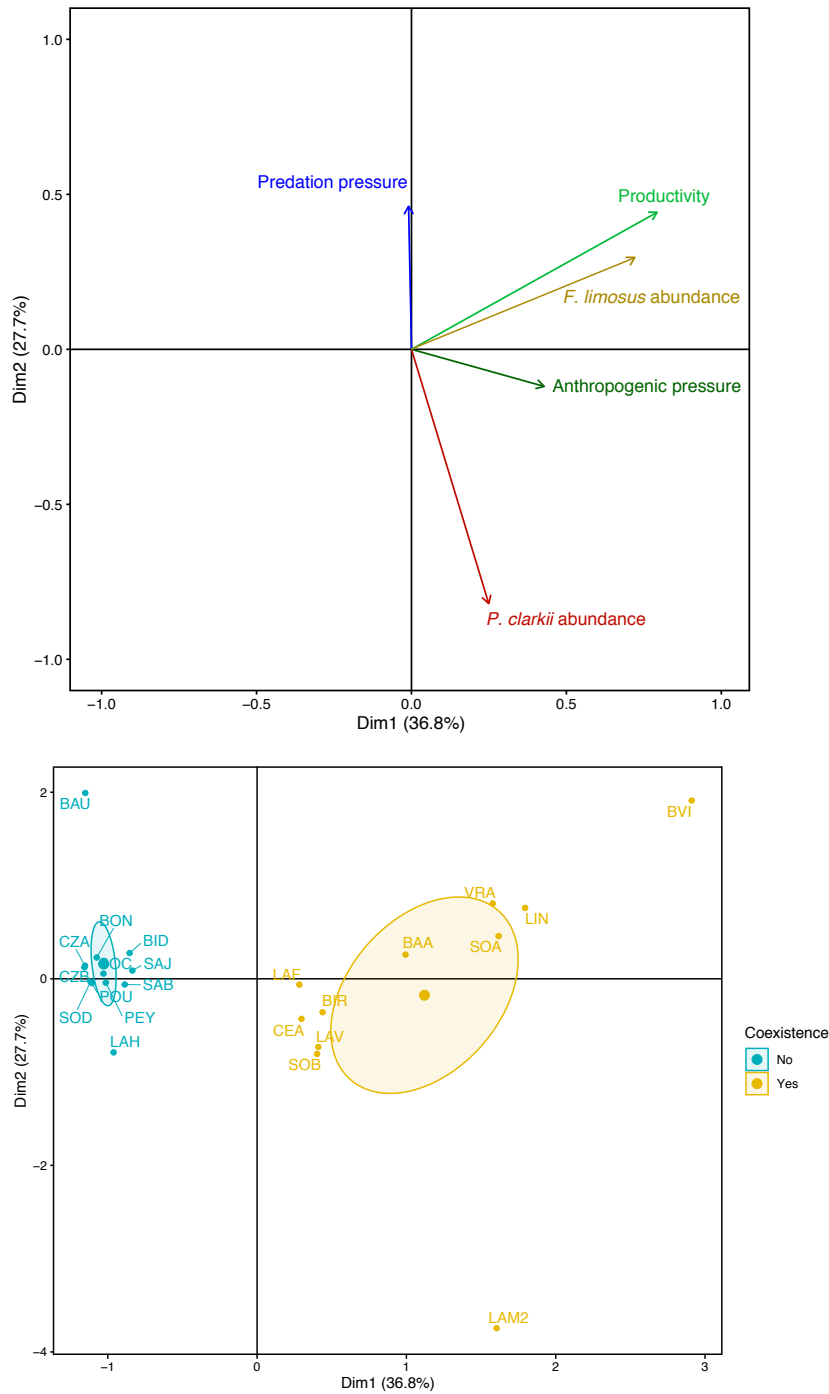 1.0
Predation pressure
Productivity
0.5
F. limosus abundance
Dim2 (27.7%)
0.0
Anthropogenic pressure
−0.5
P. clarkii abundance
−1.0
−1.0 −0.5 0.0 0.5 1.0
Dim1 (36.8%)
2
BAU
BVI
VRA
LIN
BON
CZA
BID
BAA
SOA
OC
SAJ
0
CZB
LAF
SAB
POU
BIR
SOD
PEY
CEA
LAV
LAH
SOB
Dim2 (27.7%)
Coexistence
No
Yes
−2
LAM2
−4
−1 0 1 2 3
Dim1 (36.8%)